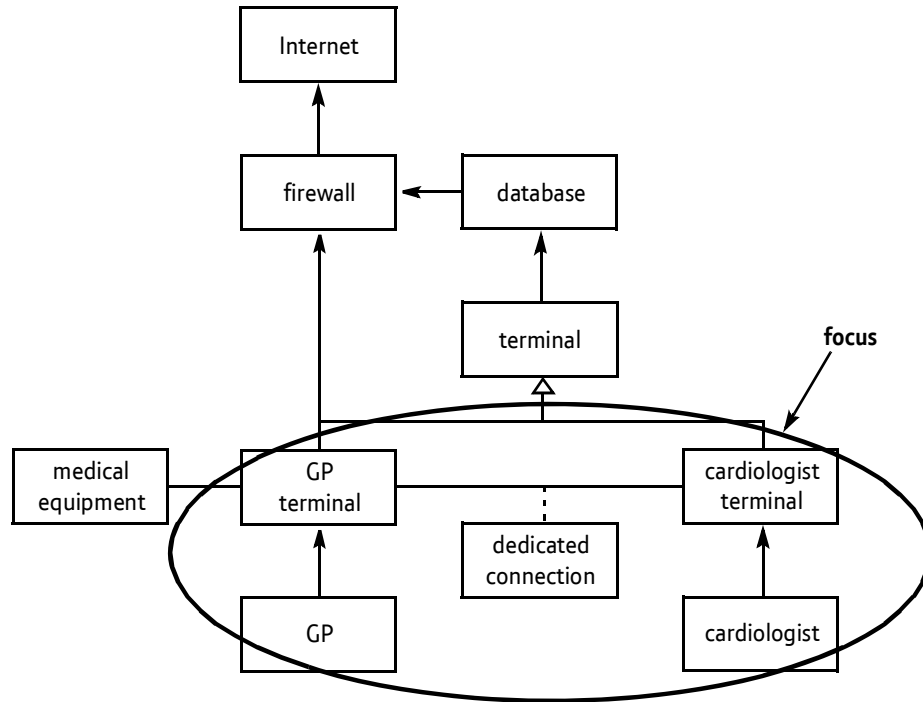 Internet
firewall
database
terminal
focus
medical
equipment
GP
terminal
cardiologist
terminal
dedicated
connection
GP
cardiologist